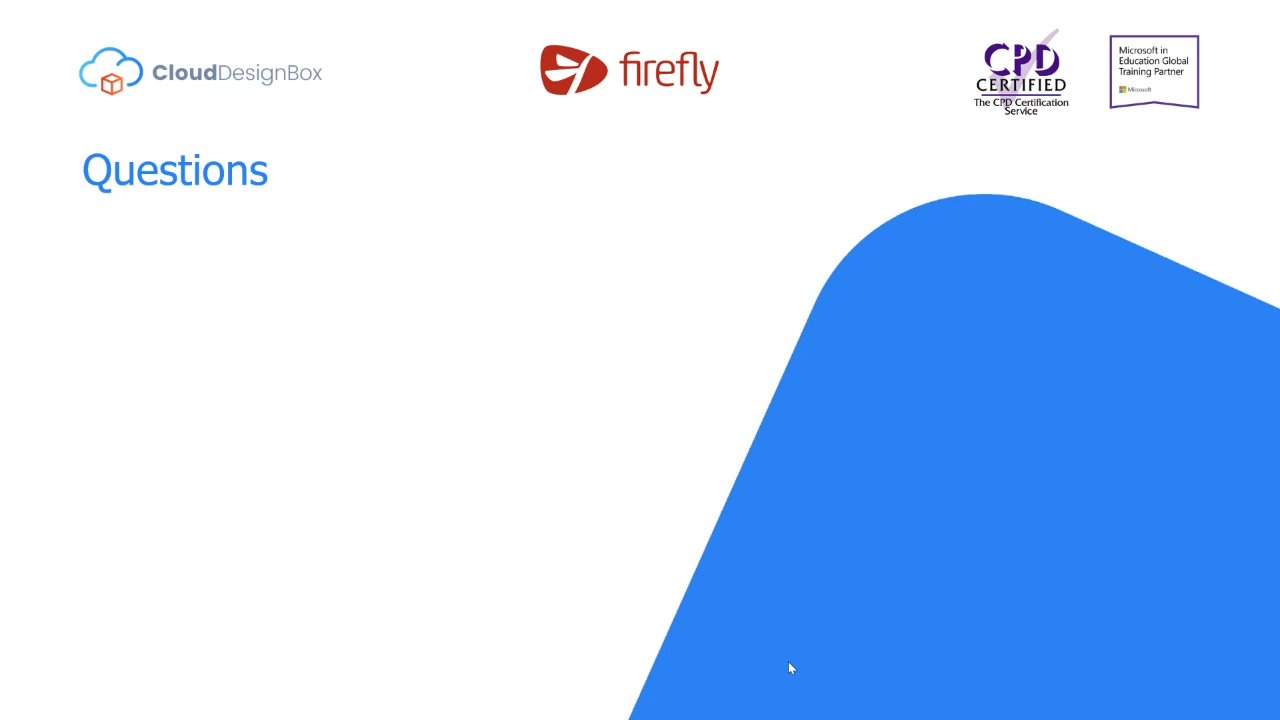 CloudDesignBox
firefly
CPD
CERTIFIED
The CPD Certification
Service
Microsoft in
Education Global
Training Partner
Microsoft
Questions